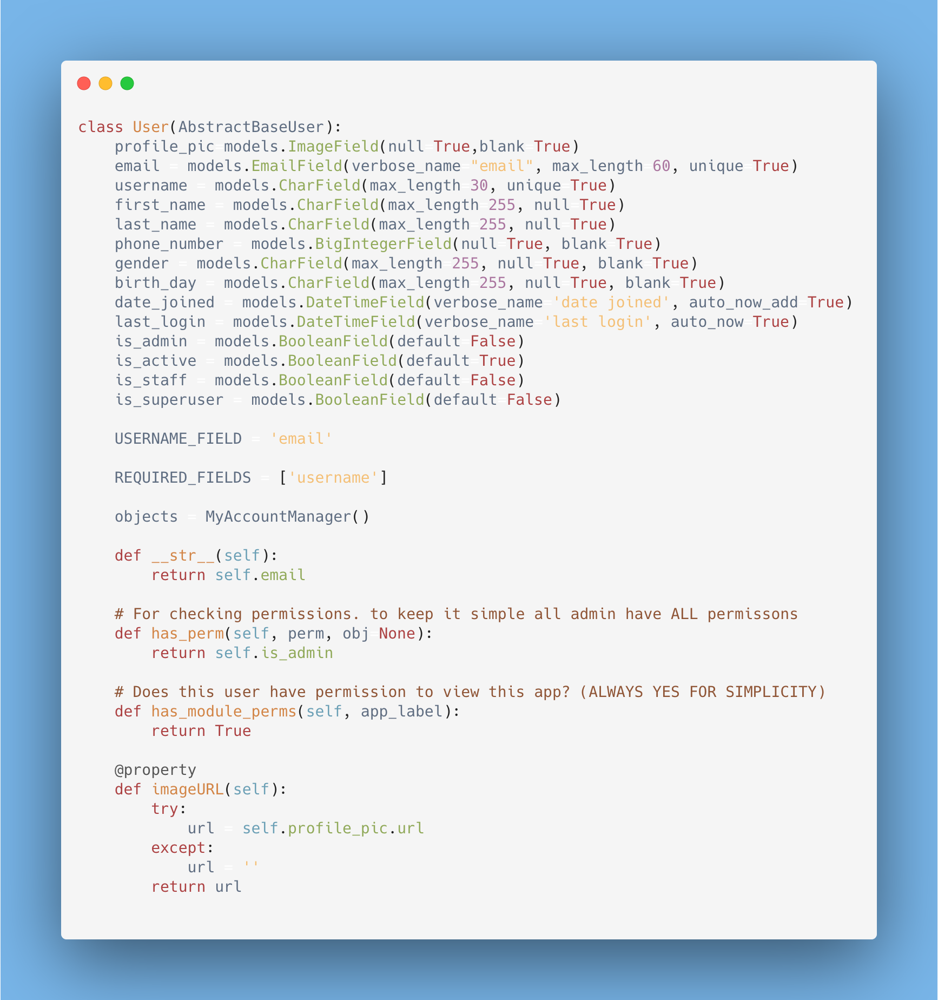 class User(AbstractBaseUser):
    profile_pic=models.ImageField(null=True,blank=True)
    email = models.EmailField(verbose_name="email", max_length=60, unique=True)
    username = models.CharField(max_length=30, unique=True)
    first_name = models.CharField(max_length=255, null=True)
    last_name = models.CharField(max_length=255, null=True)
    phone_number = models.BigIntegerField(null=True, blank=True)
    gender = models.CharField(max_length=255, null=True, blank=True)
    birth_day = models.CharField(max_length=255, null=True, blank=True)
    date_joined = models.DateTimeField(verbose_name='date joined', auto_now_add=True)
    last_login = models.DateTimeField(verbose_name='last login', auto_now=True)
    is_admin = models.BooleanField(default=False)
    is_active = models.BooleanField(default=True)
    is_staff = models.BooleanField(default=False)
    is_superuser = models.BooleanField(default=False)

    USERNAME_FIELD = 'email'

    REQUIRED_FIELDS = ['username']

    objects = MyAccountManager()

    def __str__(self):
        return self.email

    # For checking permissions. to keep it simple all admin have ALL permissons
    def has_perm(self, perm, obj=None):
        return self.is_admin

    # Does this user have permission to view this app? (ALWAYS YES FOR SIMPLICITY)
    def has_module_perms(self, app_label):
        return True

    @property
    def imageURL(self):
        try:
            url = self.profile_pic.url
        except:
            url = ''
        return url